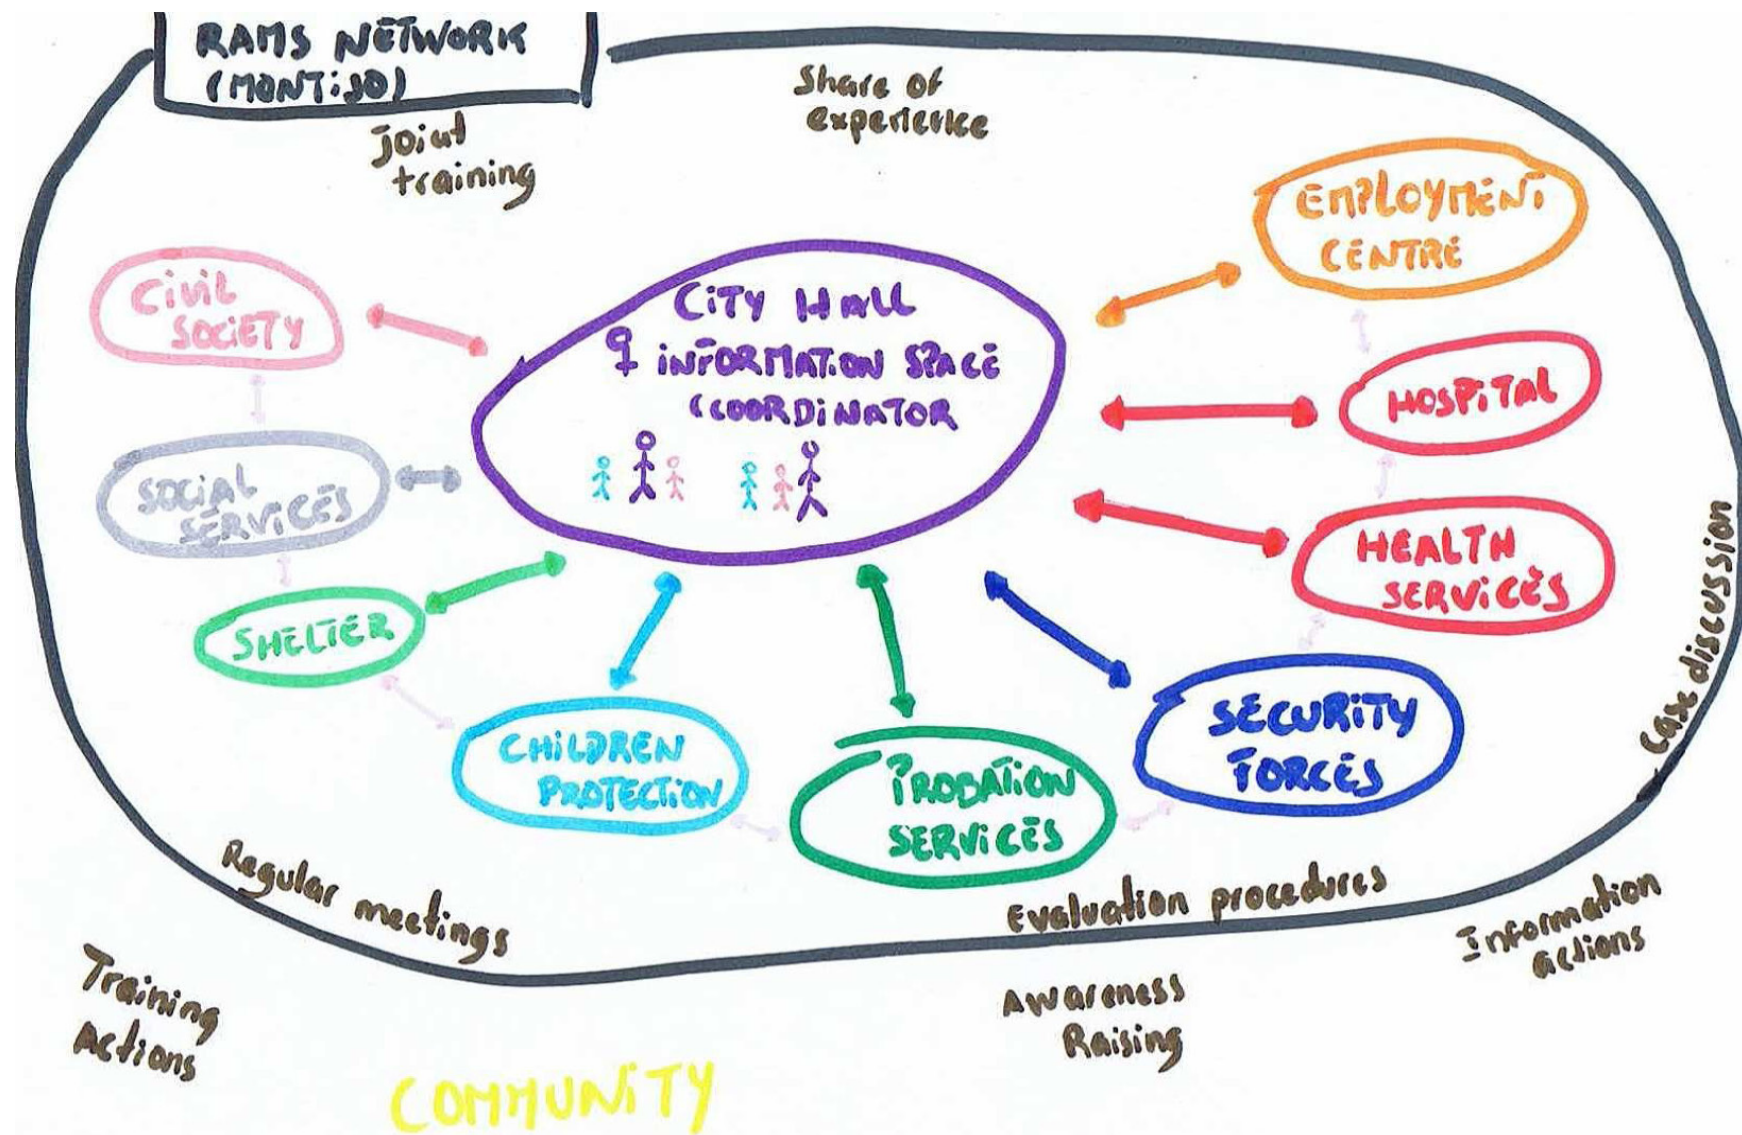 RAMS NETWORK
(MONTIJO)
Joint
training
Share of
experience
EMPLOYMENT
CENTRE
CIVIL
SOCIETY
CITY HALL
♀ INFORMATION SPACE
(COORDINATOR
HOSPITAL
SOCIAL
SERVICES
HEALTH
SERVICES
SHELTER
Case discussion
CHILDREN
PROTECTION
PROBATION
SERVICES
SECURITY
FORCES
Regular meetings
Evaluation procedures
Information
actions
Training
Actions
Awareness
Raising
COMMUNITY